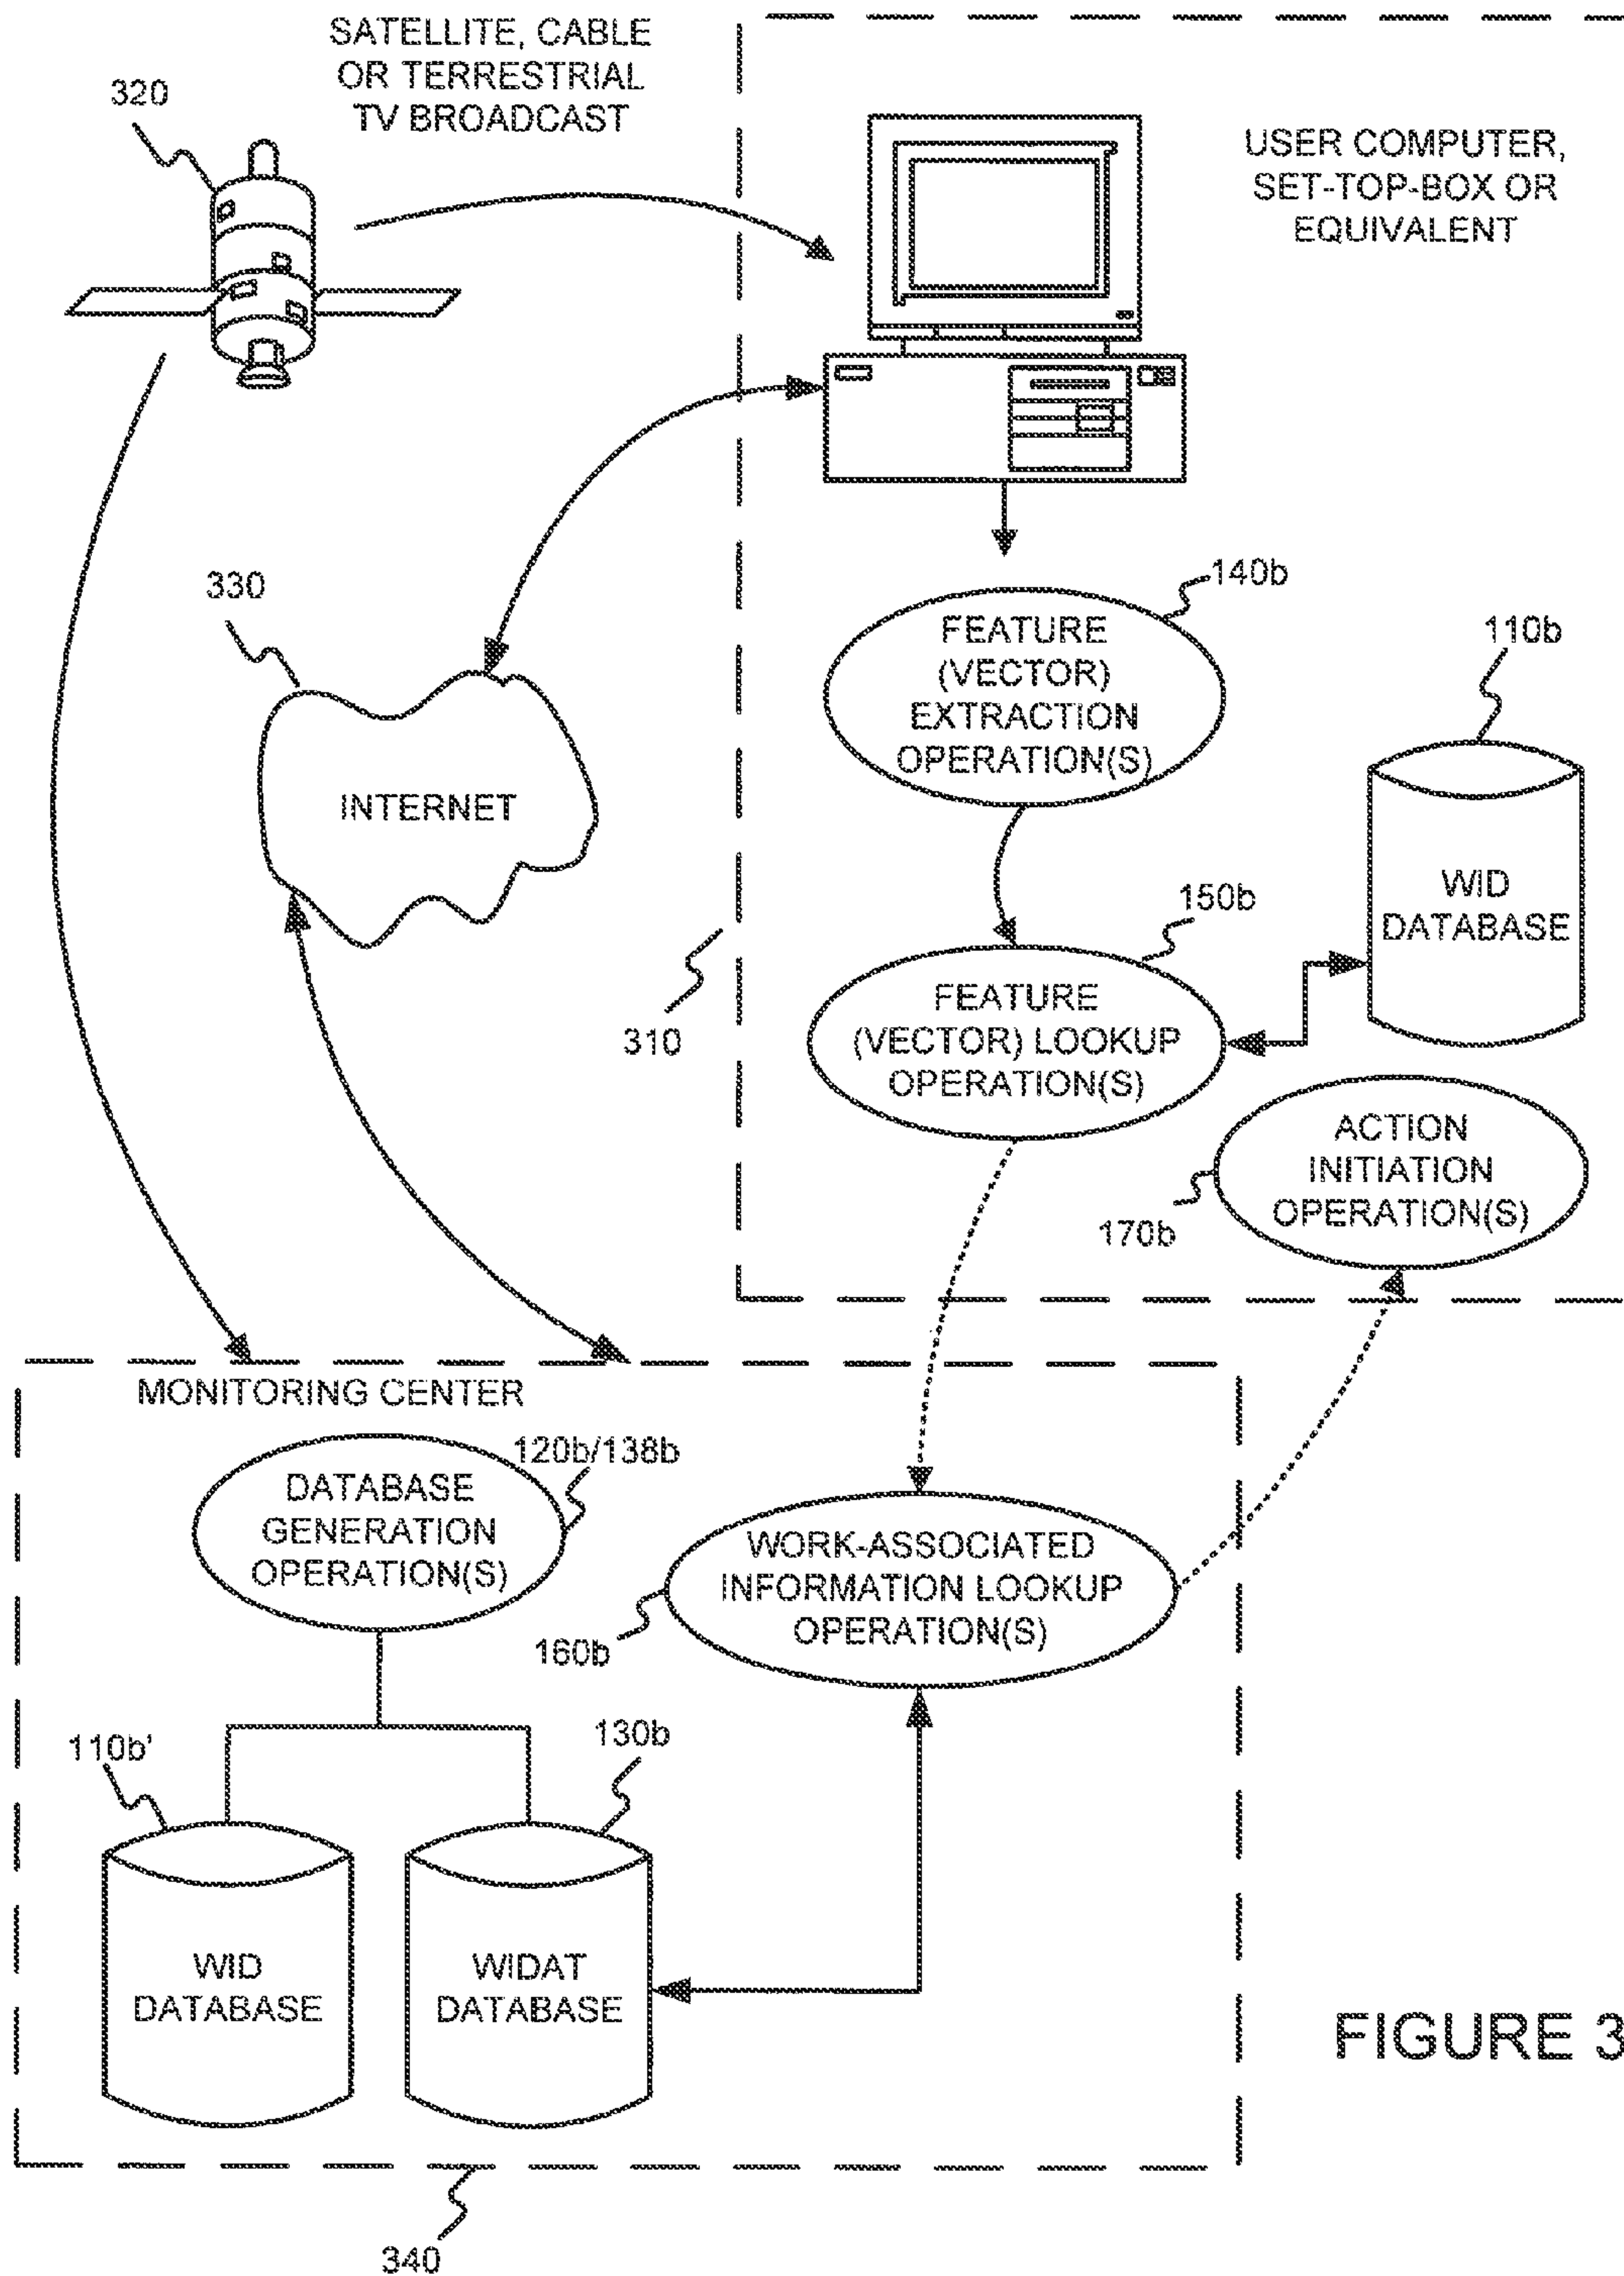 SATELLITE, CABLE
OR TERRESTRIAL
TV BROADCAST
320
USER COMPUTER,
SET-TOP-BOX OR
EQUIVALENT
330
INTERNET
140b
FEATURE
(VECTOR)
EXTRACTION
OPERATION(S)
110b
WID
DATABASE
150b
FEATURE
(VECTOR) LOOKUP
OPERATION(S)
310
ACTION
INITIATION
OPERATION(S)
170b
MONITORING CENTER
120b/138b
DATABASE
GENERATION
OPERATION(S)
WORK-ASSOCIATED
INFORMATION LOOKUP
OPERATION(S)
160b
110b'
130b
WID
DATABASE
WIDAT
DATABASE
FIGURE 3
340